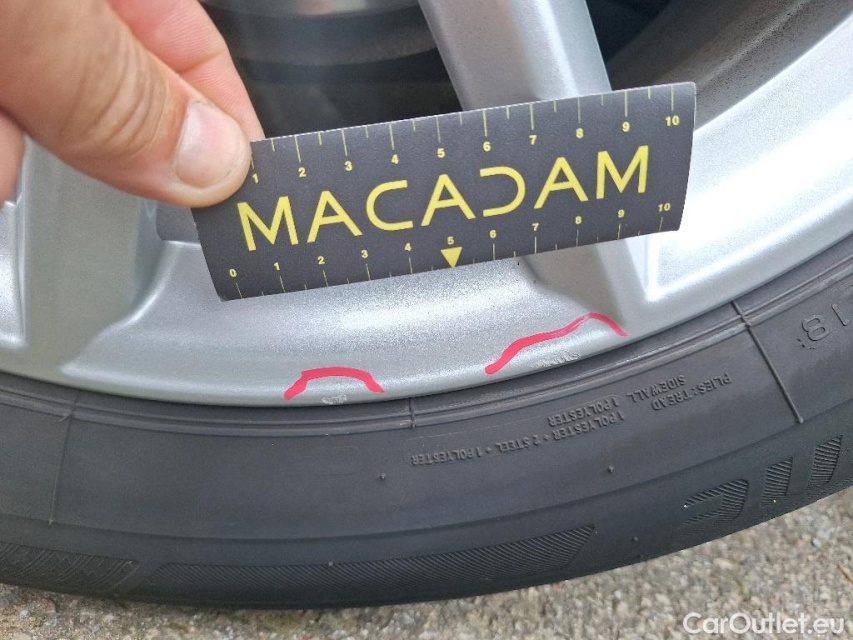 1 2 3 4 5 6 7 8 9 10
MACADAM
0 1 2 3 4 5 6 7 8 9 10
18
PLIES: TREAD
1 POLYESTER + 2 STEEL + 1 POLYESTER
SIDEWALL 1 POLYESTER
CarOutlet.eu